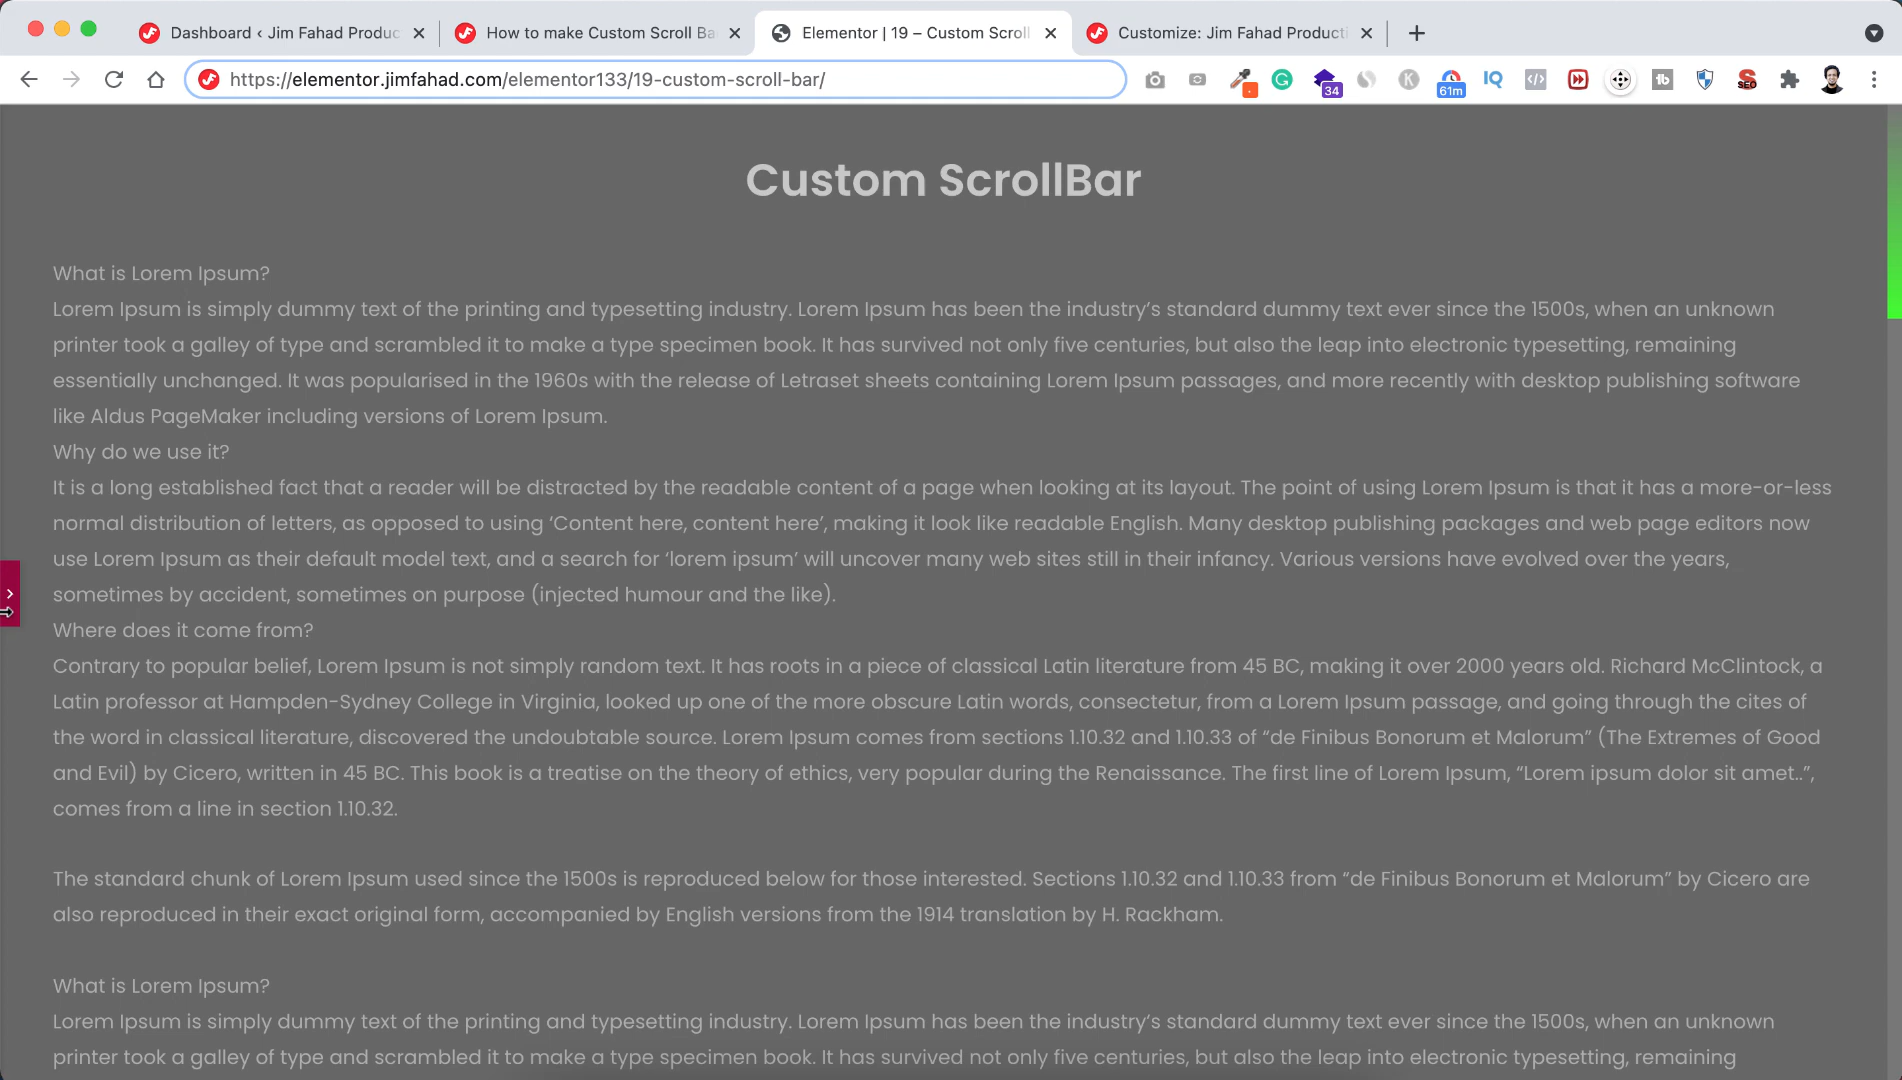 Dashboard ‹ Jim Fahad Produc
How to make Custom Scroll Ba
Elementor | 19 – Custom Scroll
Customize: Jim Fahad Producti
https://elementor.jimfahad.com/elementor133/19-custom-scroll-bar/
34
61m
IQ
K
tb
SEO
Custom ScrollBar
What is Lorem Ipsum?
Lorem Ipsum is simply dummy text of the printing and typesetting industry. Lorem Ipsum has been the industry’s standard dummy text ever since the 1500s, when an unknown
printer took a galley of type and scrambled it to make a type specimen book. It has survived not only five centuries, but also the leap into electronic typesetting, remaining
essentially unchanged. It was popularised in the 1960s with the release of Letraset sheets containing Lorem Ipsum passages, and more recently with desktop publishing software
like Aldus PageMaker including versions of Lorem Ipsum.
Why do we use it?
It is a long established fact that a reader will be distracted by the readable content of a page when looking at its layout. The point of using Lorem Ipsum is that it has a more-or-less
normal distribution of letters, as opposed to using ‘Content here, content here’, making it look like readable English. Many desktop publishing packages and web page editors now
use Lorem Ipsum as their default model text, and a search for ‘lorem ipsum’ will uncover many web sites still in their infancy. Various versions have evolved over the years,
sometimes by accident, sometimes on purpose (injected humour and the like).
Where does it come from?
Contrary to popular belief, Lorem Ipsum is not simply random text. It has roots in a piece of classical Latin literature from 45 BC, making it over 2000 years old. Richard McClintock, a
Latin professor at Hampden-Sydney College in Virginia, looked up one of the more obscure Latin words, consectetur, from a Lorem Ipsum passage, and going through the cites of
the word in classical literature, discovered the undoubtable source. Lorem Ipsum comes from sections 1.10.32 and 1.10.33 of “de Finibus Bonorum et Malorum” (The Extremes of Good
and Evil) by Cicero, written in 45 BC. This book is a treatise on the theory of ethics, very popular during the Renaissance. The first line of Lorem Ipsum, “Lorem ipsum dolor sit amet..”,
comes from a line in section 1.10.32.
The standard chunk of Lorem Ipsum used since the 1500s is reproduced below for those interested. Sections 1.10.32 and 1.10.33 from “de Finibus Bonorum et Malorum” by Cicero are
also reproduced in their exact original form, accompanied by English versions from the 1914 translation by H. Rackham.
What is Lorem Ipsum?
Lorem Ipsum is simply dummy text of the printing and typesetting industry. Lorem Ipsum has been the industry’s standard dummy text ever since the 1500s, when an unknown
printer took a galley of type and scrambled it to make a type specimen book. It has survived not only five centuries, but also the leap into electronic typesetting, remaining